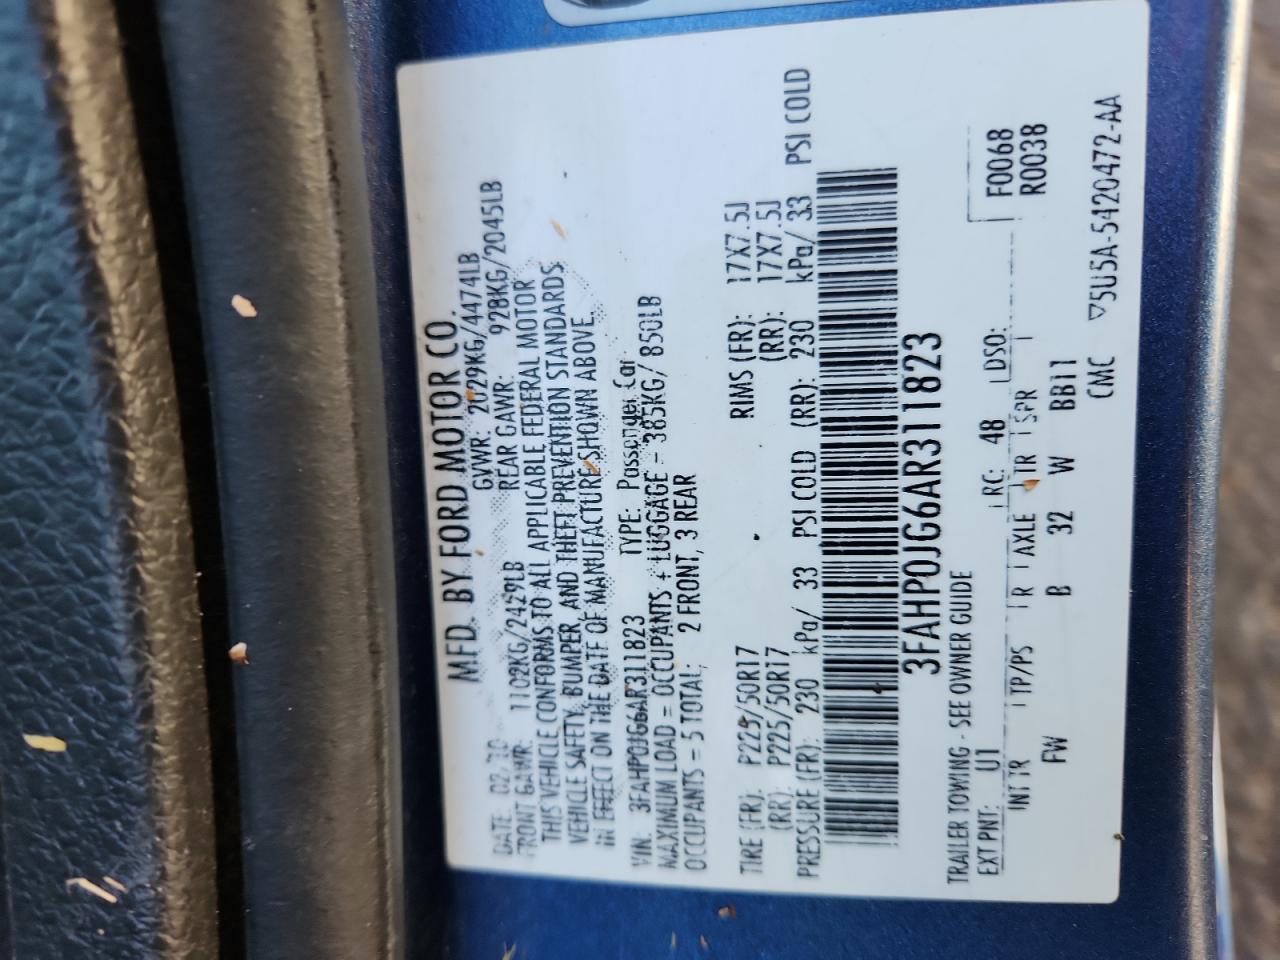 MFD. BY FORD MOTOR CO.
DATE: 02/10 GVWR: 2029KG/4474LB
FRONT GAWR: 1102KG/2429LB REAR GAWR: 928KG/2045LB
THIS VEHICLE CONFORMS TO ALL APPLICABLE FEDERAL MOTOR
VEHICLE SAFETY, BUMPER, AND THEFT PREVENTION STANDARDS
IN EFFECT ON THE DATE OF MANUFACTURE SHOWN ABOVE.
VIN: 3FAHP0JG6AR311823 TYPE: Passenger Car
MAXIMUM LOAD = OCCUPANTS + LUGGAGE = 385KG/ 850LB
OCCUPANTS = 5 TOTAL: 2 FRONT, 3 REAR
TIRE (FR): P225/50R17 RIMS (FR): 17X7.5J
(RR): P225/50R17 (RR): 17X7.5J
PRESSURE (FR): 230 kPa/ 33 PSI COLD (RR): 230 kPa/ 33 PSI COLD
3FAHP0JG6AR311823
TRAILER TOWING - SEE OWNER GUIDE
EXT PNT: U1 RC: 48 DSO: F0068
INT TR TP/PS R AXLE TR SPR R0038
FW B 32 W BB11
CMC ▽5U5A-5420472-AA